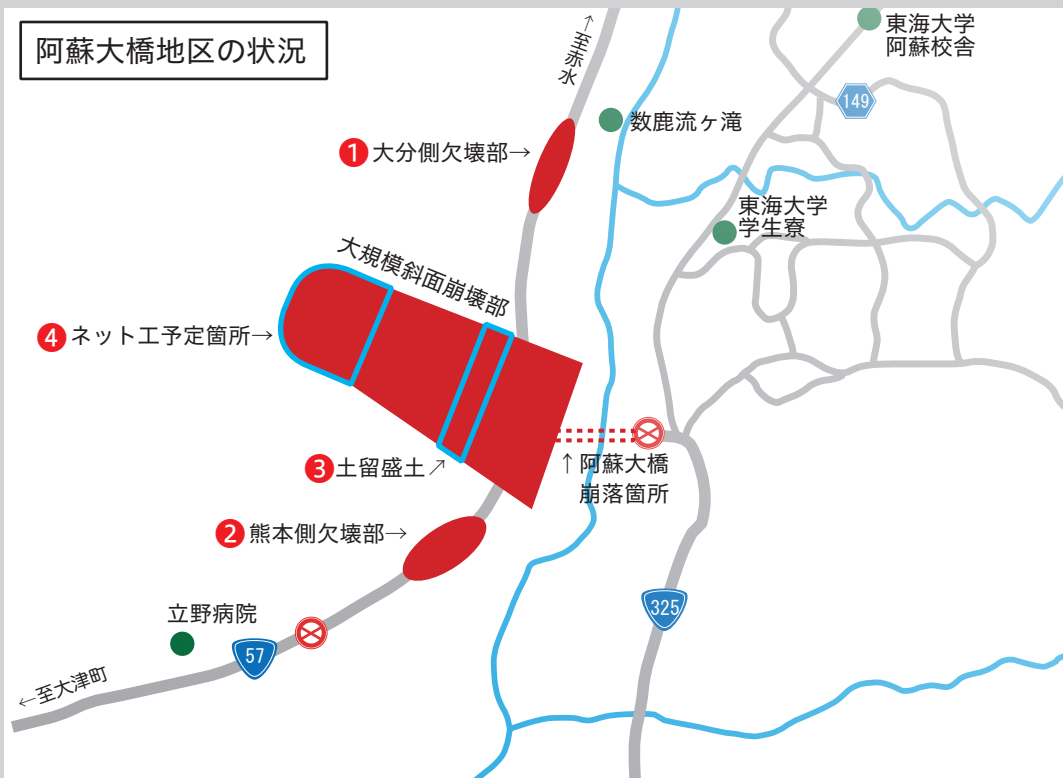 阿蘇大橋地区の状況
←至赤水
東海大学
阿蘇校舎
149
数鹿流ヶ滝
1 大分側欠壊部→
東海大学
学生寮
大規模斜面崩壊部
4 ネット工予定箇所→
3 土留盛土↗
↑阿蘇大橋
崩落箇所
2 熊本側欠壊部→
立野病院
325
57
←至大津町